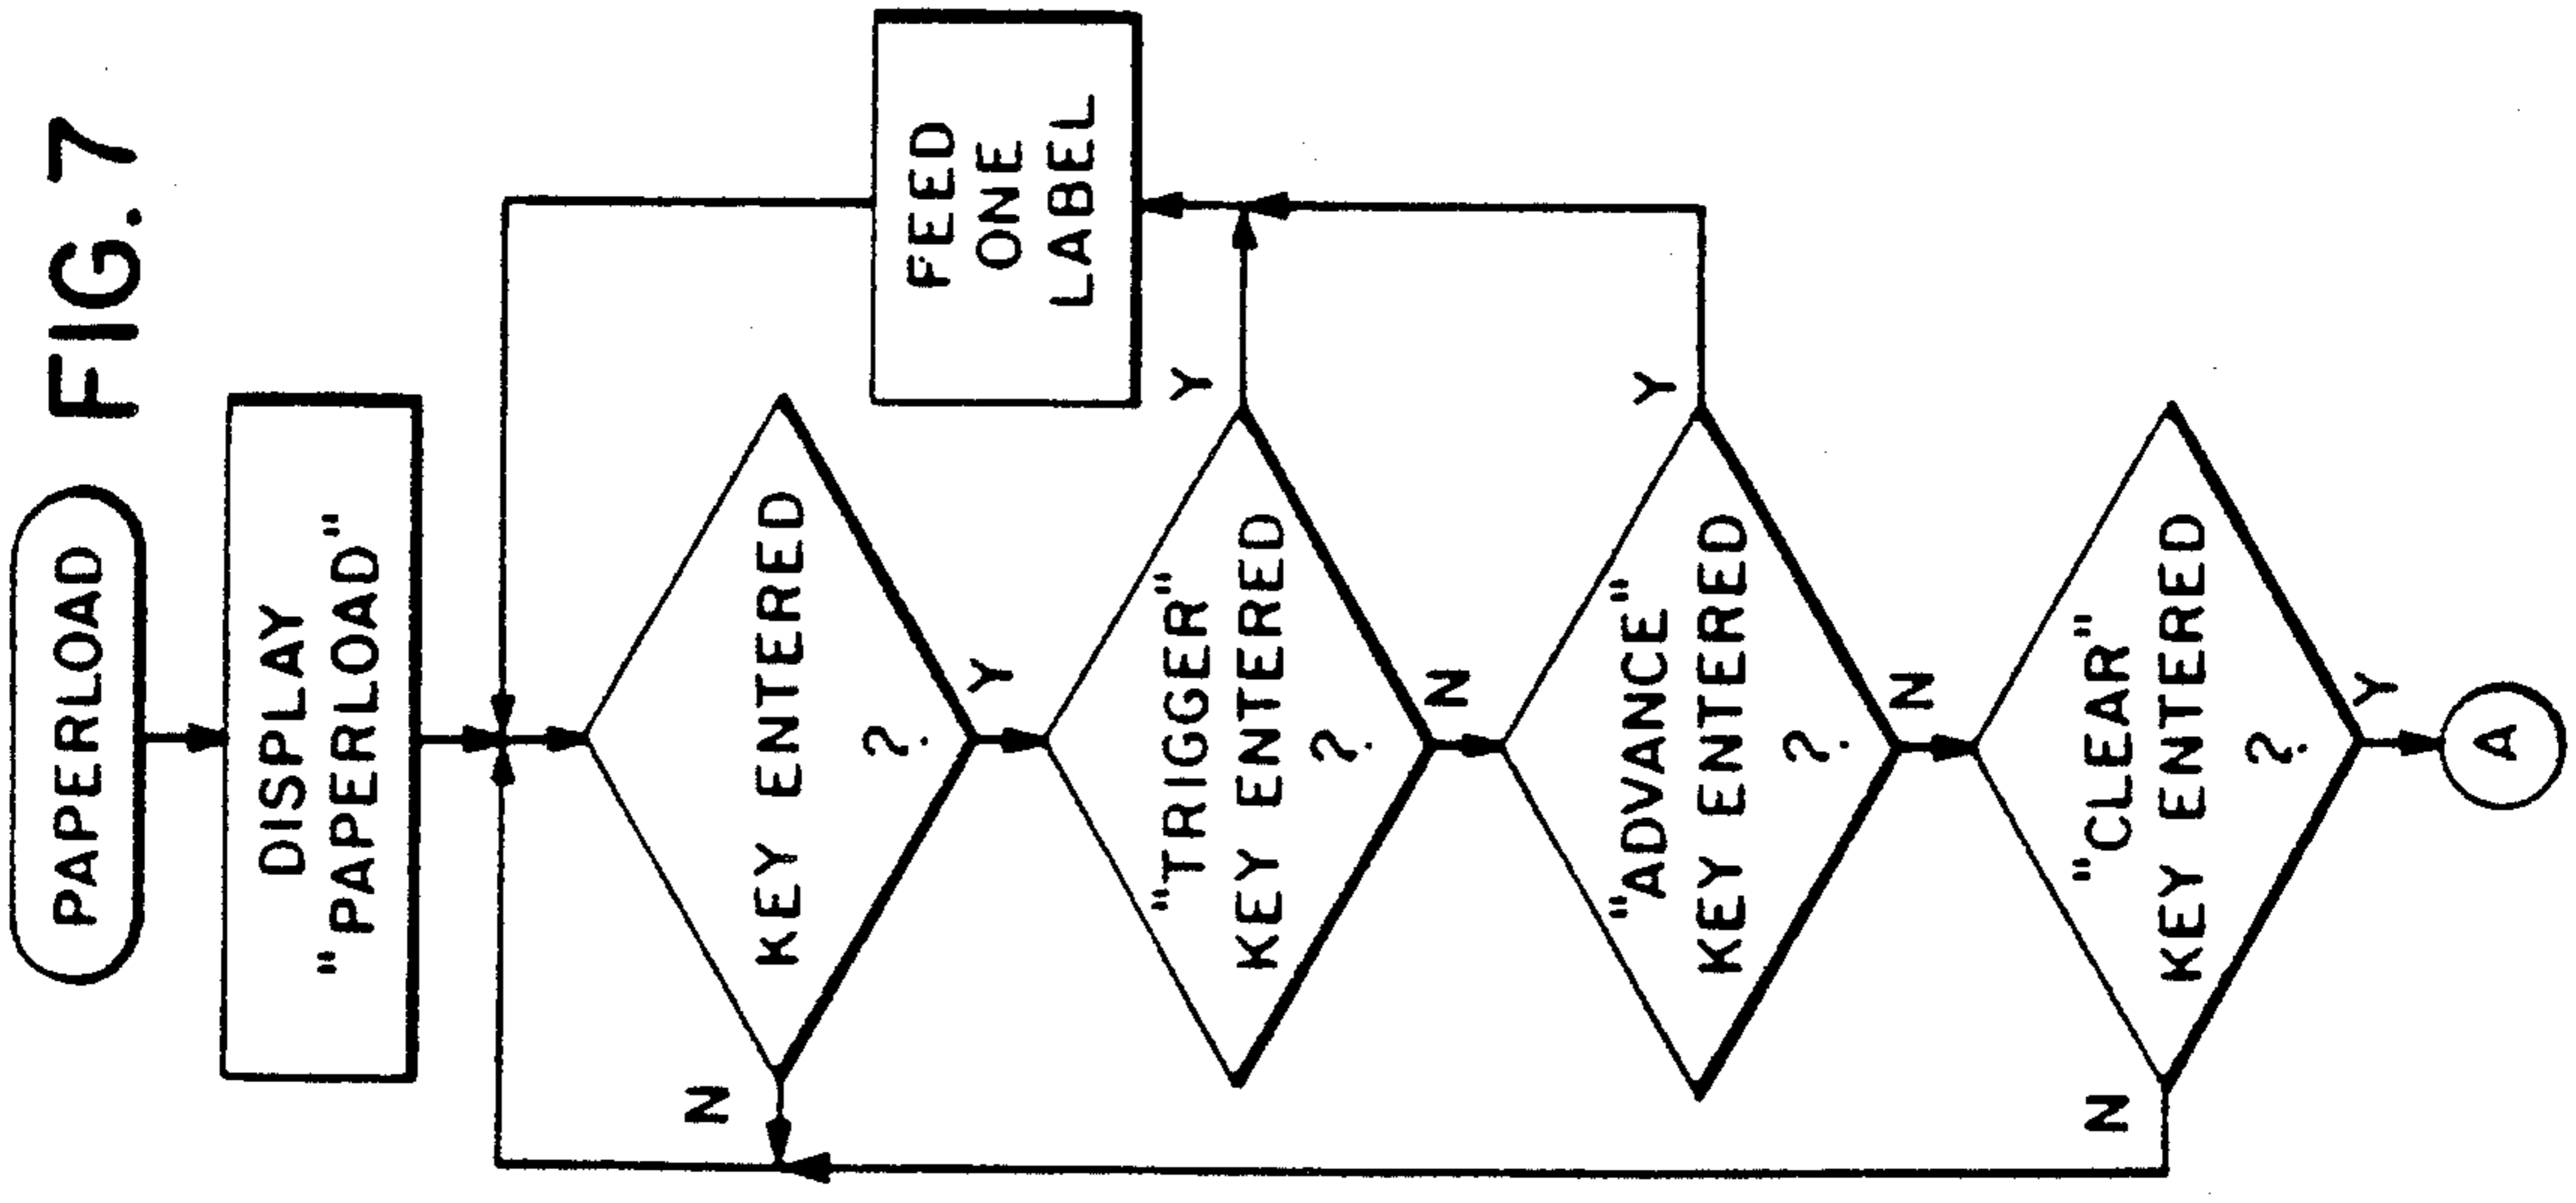 FIG. 7
PAPERLOAD
DISPLAY
"PAPERLOAD"
KEY ENTERED
?
N
Y
FEED
ONE
LABEL
"TRIGGER"
KEY ENTERED
?
Y
N
"ADVANCE"
KEY ENTERED
?
Y
N
"CLEAR"
KEY ENTERED
?
N
Y
A